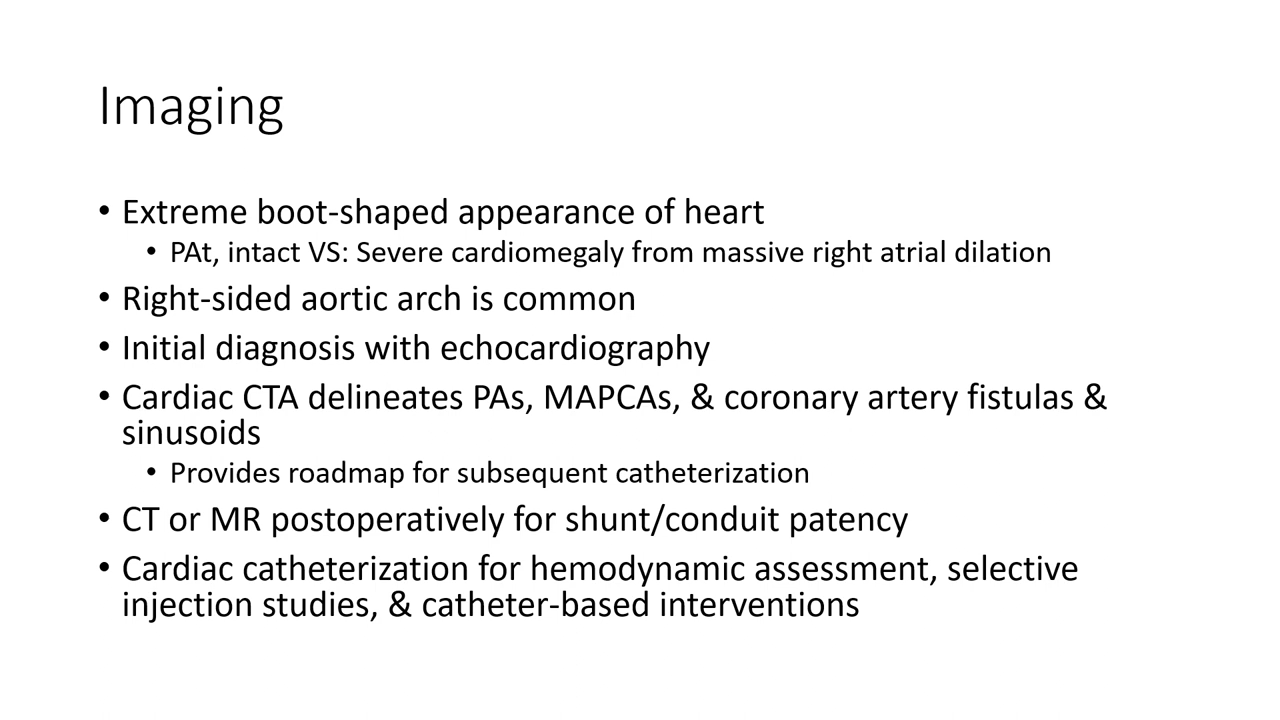 Imaging
• Extreme boot-shaped appearance of heart
• PAt, intact VS: Severe cardiomegaly from massive right atrial dilation
• Right-sided aortic arch is common
• Initial diagnosis with echocardiography
• Cardiac CTA delineates PAs, MAPCAs, & coronary artery fistulas &
sinusoids
• Provides roadmap for subsequent catheterization
• CT or MR postoperatively for shunt/conduit patency
• Cardiac catheterization for hemodynamic assessment, selective
injection studies, & catheter-based interventions